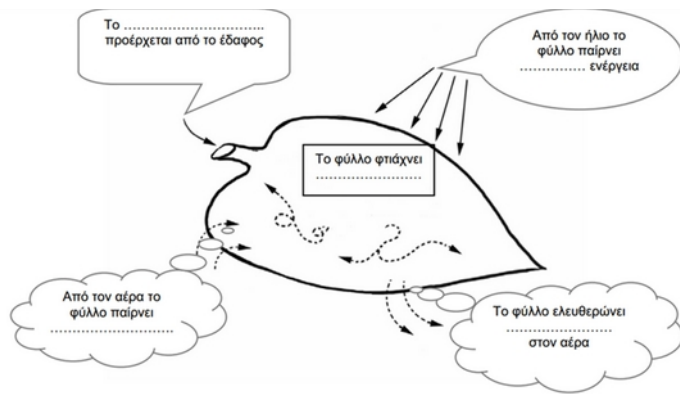 Το ………………………
προέρχεται από το έδαφος
Από τον ήλιο το
φύλλο παίρνει
…………… ενέργεια
Το φύλλο φτιάχνει
……………………
Από τον αέρα το
φύλλο παίρνει
………………………
Το φύλλο ελευθερώνει
……………………
στον αέρα